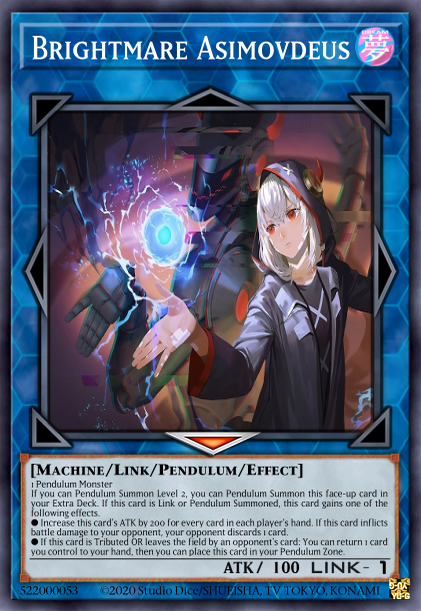 BRIGHTMARE ASIMOVDEUS
DREAM
夢
[MACHINE/LINK/PENDULUM/EFFECT]
1 Pendulum Monster
If you can Pendulum Summon Level 2, you can Pendulum Summon this face-up card in
your Extra Deck. If this card is Link or Pendulum Summoned, this card gains one of the
following effects.
● Increase this card's ATK by 200 for every card in each player's hand. If this card inflicts
battle damage to your opponent, your opponent discards 1 card.
● If this card is Tributed OR leaves the field by an opponent's card: You can return 1 card
you control to your hand, then you can place this card in your Pendulum Zone.
ATK/ 100 LINK- 1
522000053 ©2020 Studio Dice/SHUEISHA, TV TOKYO, KONAMI